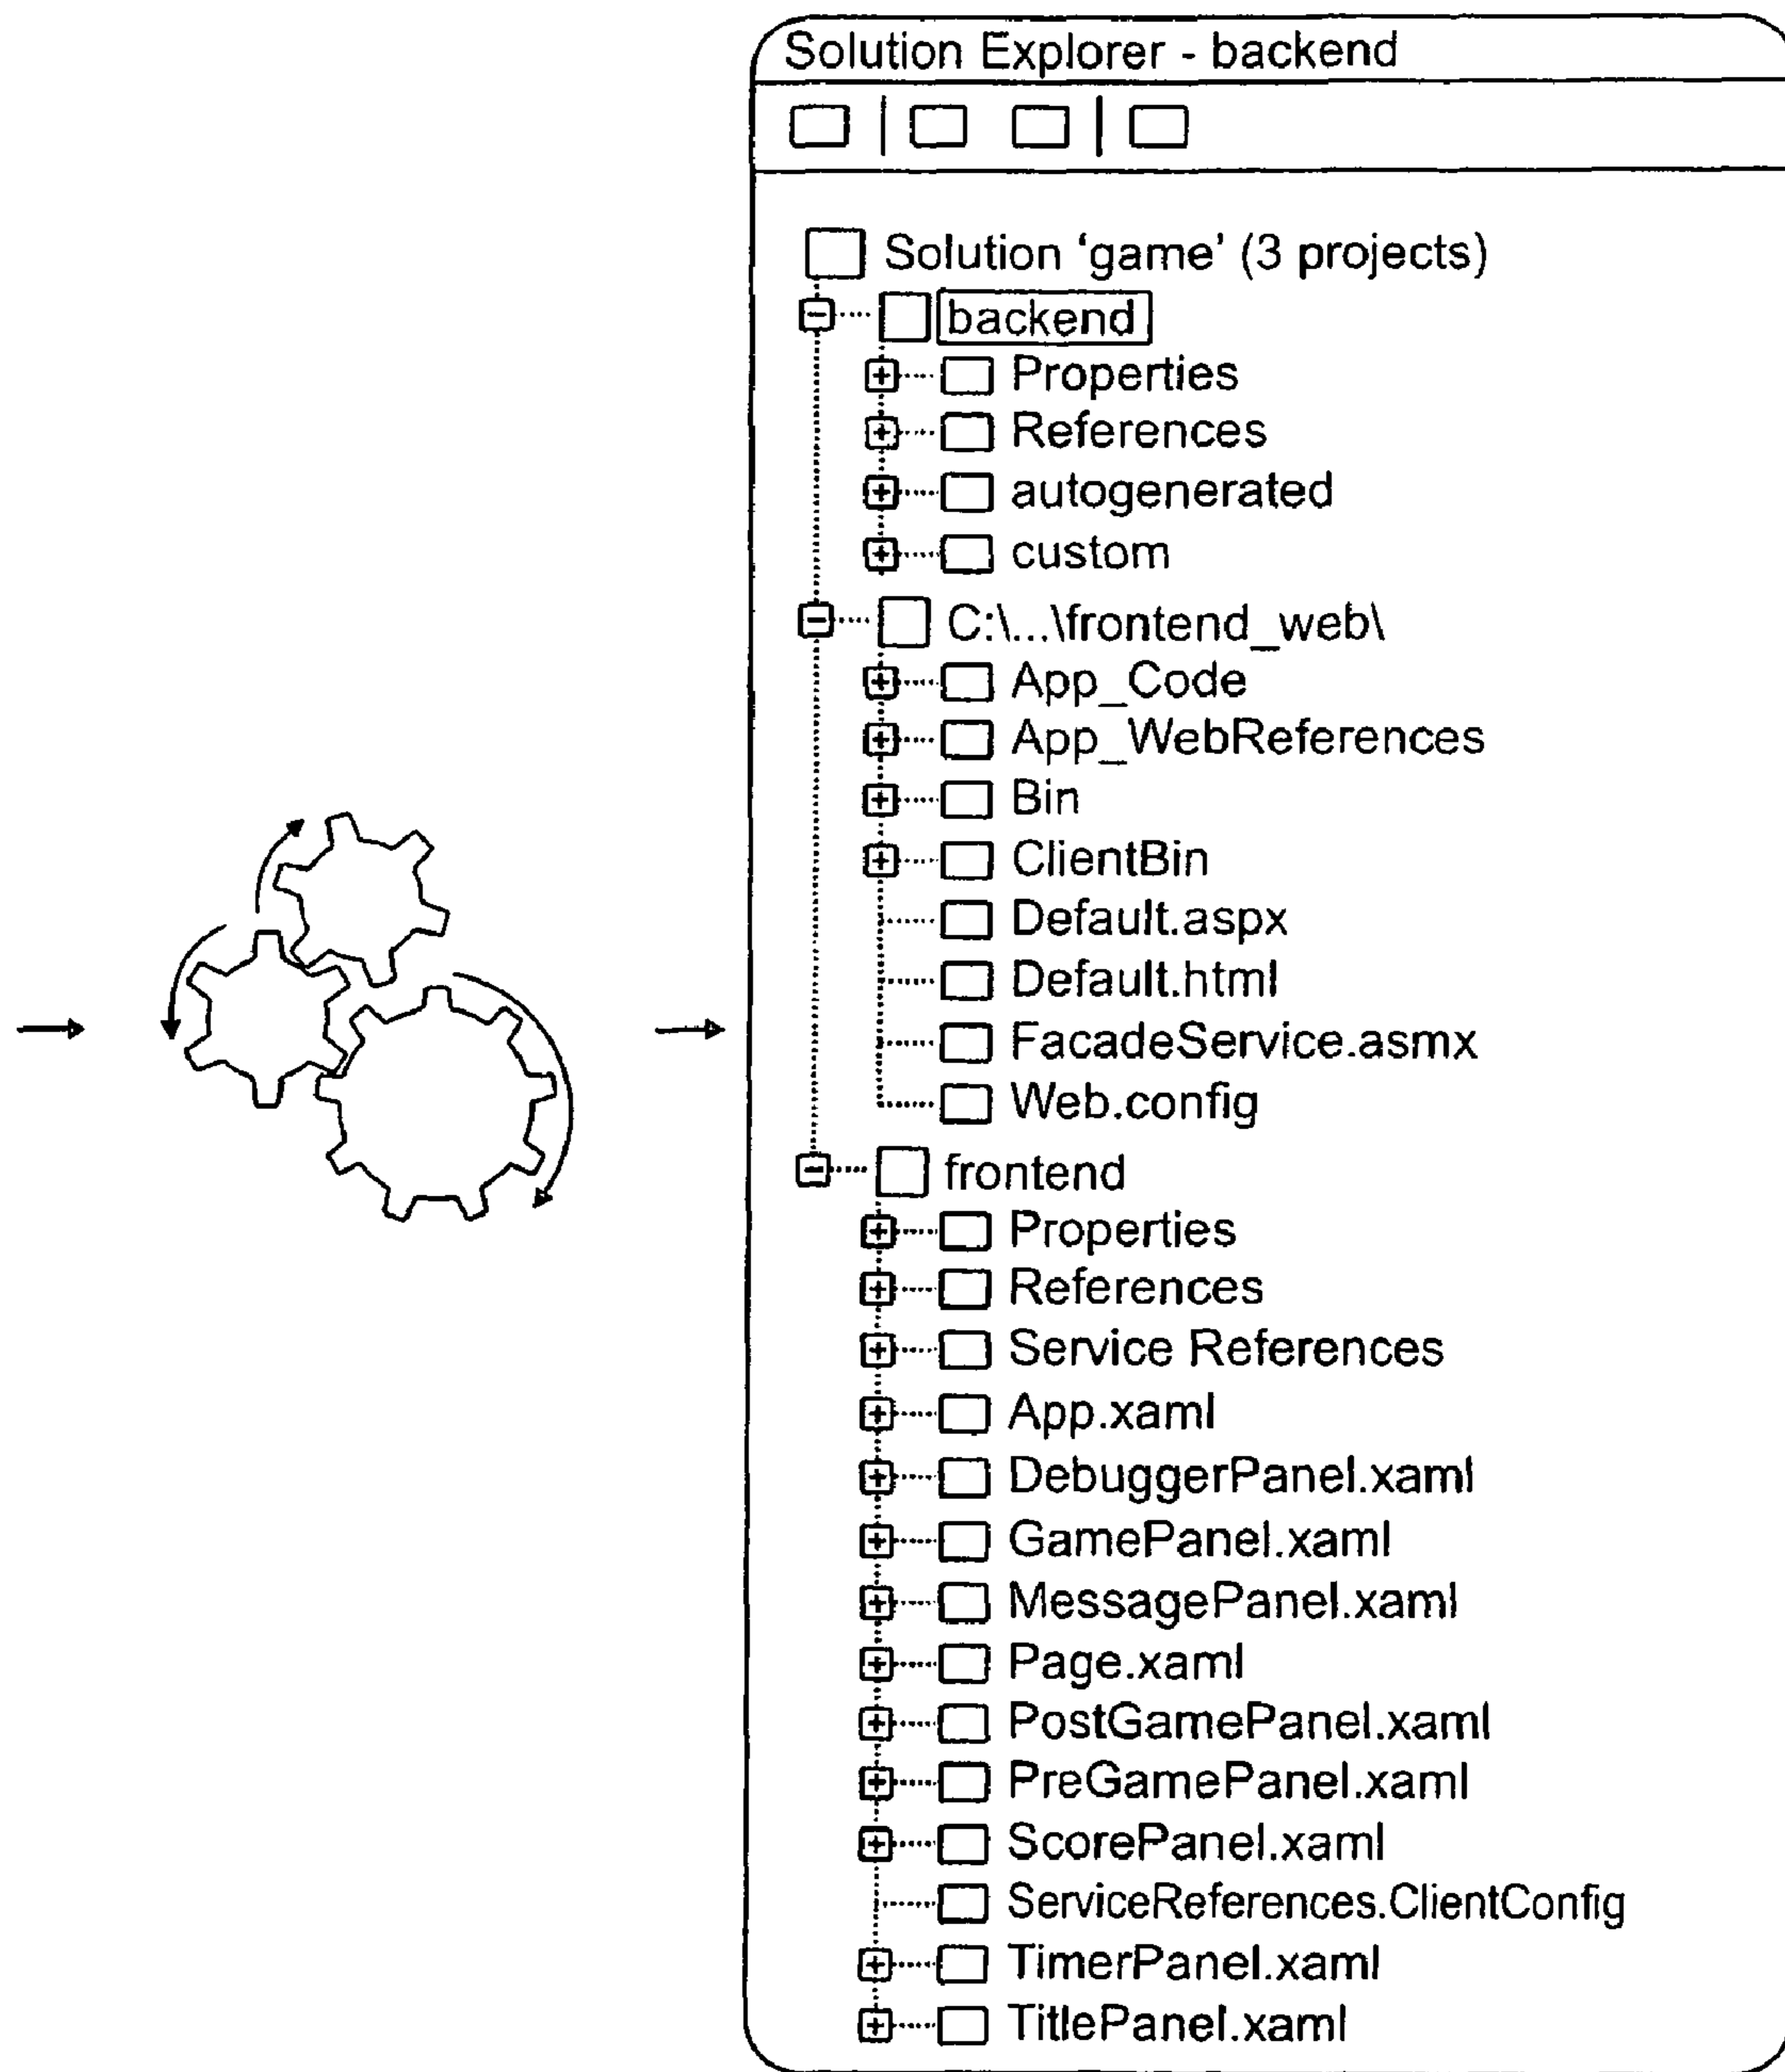 Solution Explorer - backend
Solution ‘game’ (3 projects)
backend
Properties
References
autogenerated
custom
C:\...\frontend_web\
App_Code
App_WebReferences
Bin
ClientBin
Default.aspx
Default.html
FacadeService.asmx
Web.config
frontend
Properties
References
Service References
App.xaml
DebuggerPanel.xaml
GamePanel.xaml
MessagePanel.xaml
Page.xaml
PostGamePanel.xaml
PreGamePanel.xaml
ScorePanel.xaml
ServiceReferences.ClientConfig
TimerPanel.xaml
TitlePanel.xaml